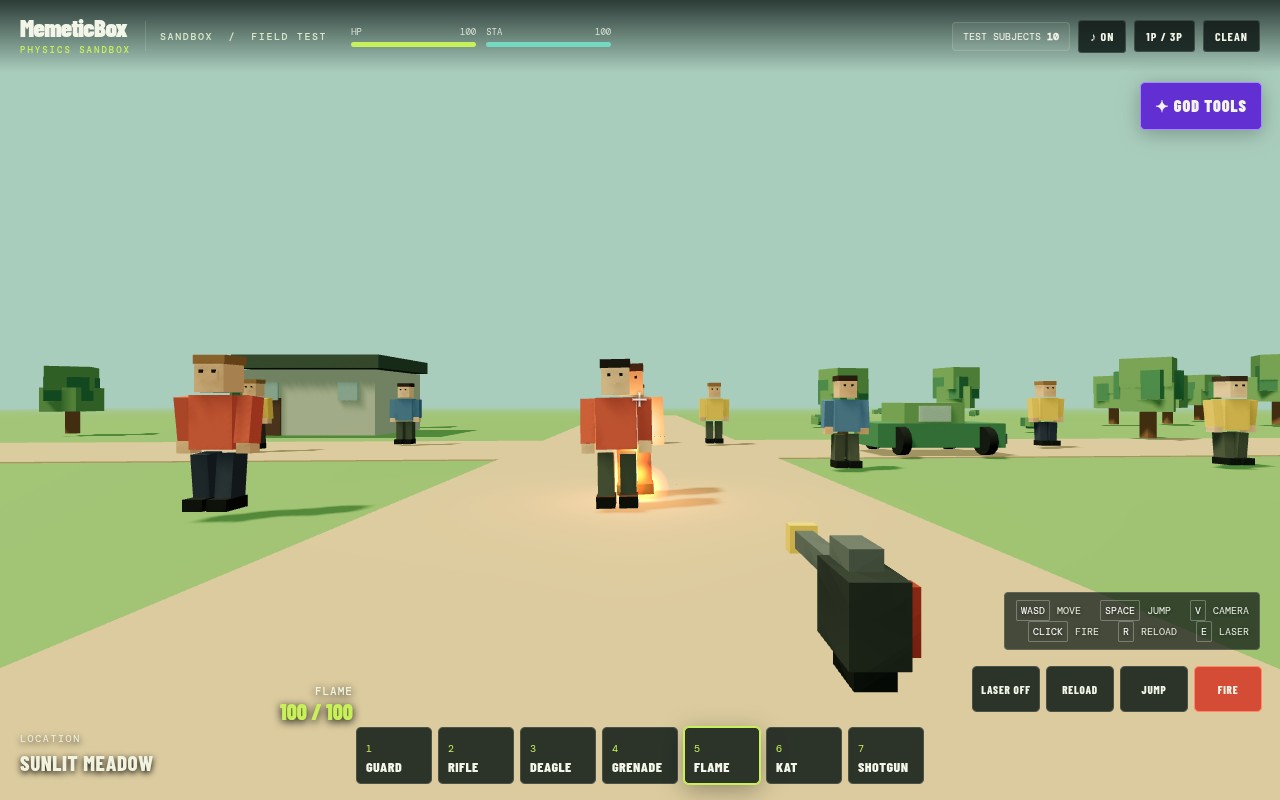 MemeticBox
PHYSICS SANDBOX
SANDBOX / FIELD TEST
HP 100
STA 100
TEST SUBJECTS 10
♪ ON
1P / 3P
CLEAN
✦ GOD TOOLS
WASD MOVE SPACE JUMP V CAMERA
CLICK FIRE R RELOAD E LASER
LASER OFF
RELOAD
JUMP
FIRE
FLAME
100 / 100
LOCATION
SUNLIT MEADOW
1 GUARD
2 RIFLE
3 DEAGLE
4 GRENADE
5 FLAME
6 KAT
7 SHOTGUN